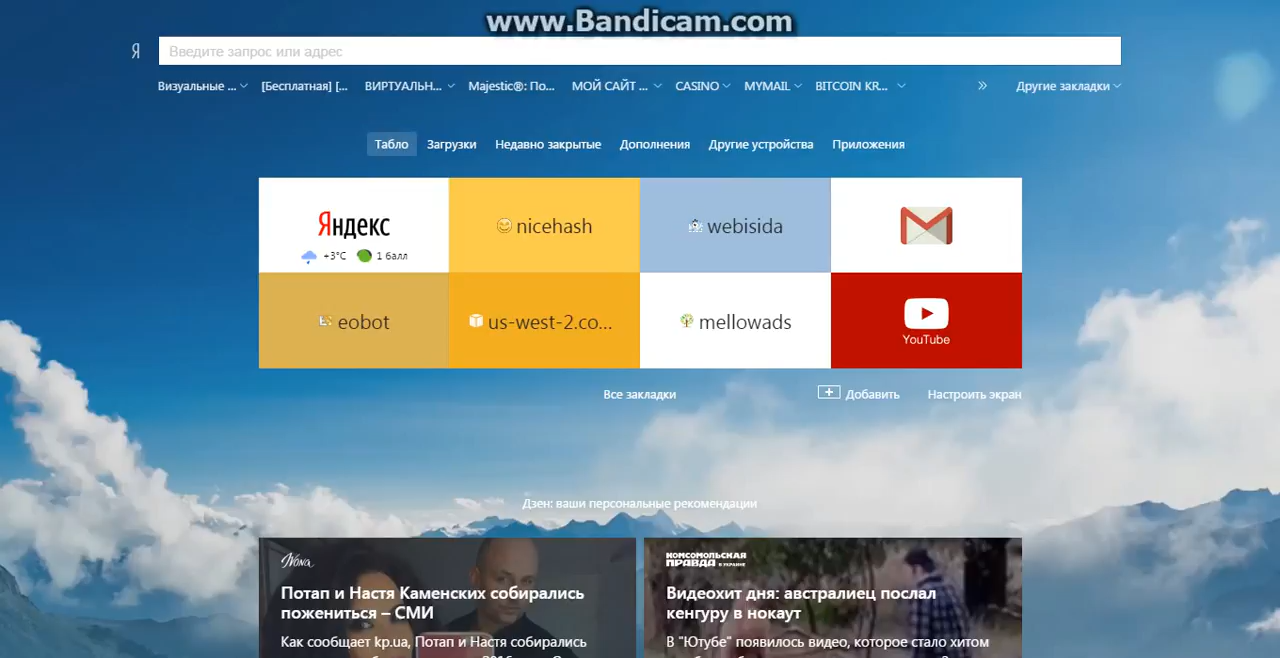 www.Bandicam.com
Я Введите запрос или адрес
Визуальные ... [Бесплатная] [... ВИРТУАЛЬН... Majestic®: По... МОЙ САЙТ ... CASINO MYMAIL BITCOIN KR... » Другие закладки
Табло Загрузки Недавно закрытые Дополнения Другие устройства Приложения
Яндекс nicehash webisida
+3°C 1 балл
eobot us-west-2.co... mellowads YouTube
Все закладки Добавить Настроить экран
Дзен: ваши персональные рекомендации
Ivona
Потап и Настя Каменских собирались
пожениться – СМИ
Как сообщает kp.ua, Потап и Настя собирались
КОМСОМОЛЬСКАЯ
ПРАВДА В УКРАИНЕ
Видеохит дня: австралиец послал
кенгуру в нокаут
В "Ютубе" появилось видео, которое стало хитом